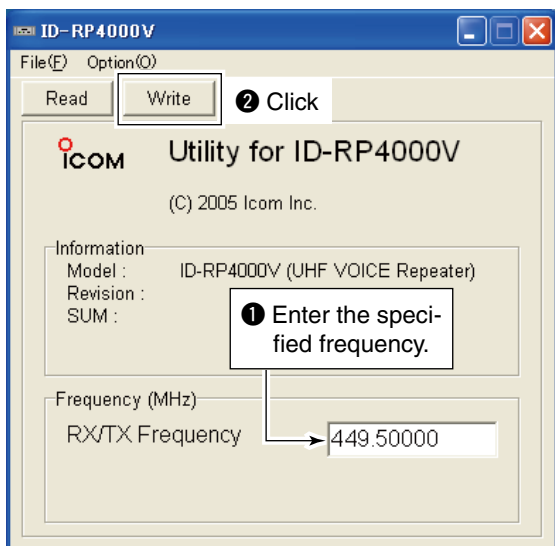 ID-RP4000V
File(F) Option(O)
Read Write ❷ Click
ICOM Utility for ID-RP4000V
(C) 2005 Icom Inc.
Information
Model : ID-RP4000V (UHF VOICE Repeater)
Revision :
SUM :
❶ Enter the speci-
fied frequency.
Frequency (MHz)
RX/TX Frequency 449.50000